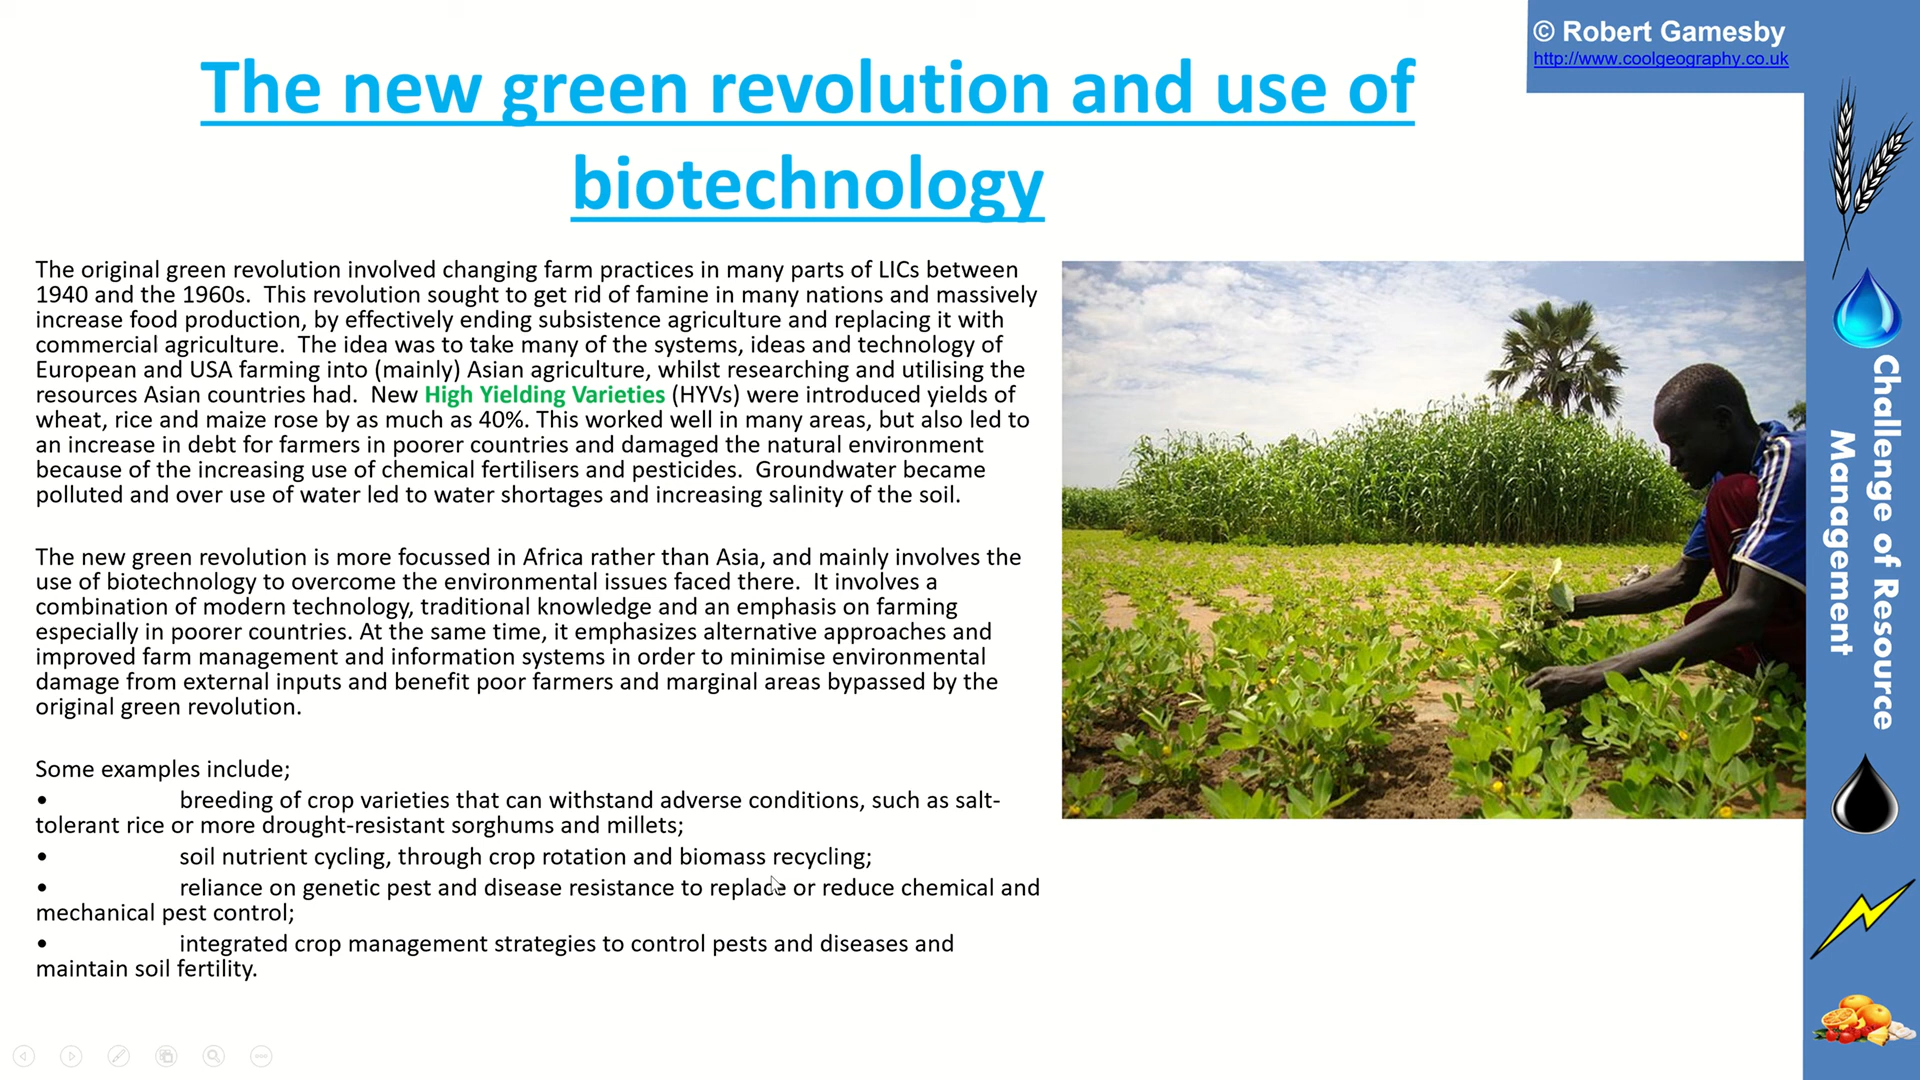 © Robert Gamesby
http://www.coolgeography.co.uk
The new green revolution and use of
biotechnology
The original green revolution involved changing farm practices in many parts of LICs between
1940 and the 1960s.  This revolution sought to get rid of famine in many nations and massively
increase food production, by effectively ending subsistence agriculture and replacing it with
commercial agriculture.  The idea was to take many of the systems, ideas and technology of
European and USA farming into (mainly) Asian agriculture, whilst researching and utilising the
resources Asian countries had.  New High Yielding Varieties (HYVs) were introduced yields of
wheat, rice and maize rose by as much as 40%. This worked well in many areas, but also led to
an increase in debt for farmers in poorer countries and damaged the natural environment
because of the increasing use of chemical fertilisers and pesticides.  Groundwater became
polluted and over use of water led to water shortages and increasing salinity of the soil.
The new green revolution is more focussed in Africa rather than Asia, and mainly involves the
use of biotechnology to overcome the environmental issues faced there.  It involves a
combination of modern technology, traditional knowledge and an emphasis on farming
especially in poorer countries. At the same time, it emphasizes alternative approaches and
improved farm management and information systems in order to minimise environmental
damage from external inputs and benefit poor farmers and marginal areas bypassed by the
original green revolution.
Some examples include;
• breeding of crop varieties that can withstand adverse conditions, such as salt-
tolerant rice or more drought-resistant sorghums and millets;
• soil nutrient cycling, through crop rotation and biomass recycling;
• reliance on genetic pest and disease resistance to replace or reduce chemical and
mechanical pest control;
• integrated crop management strategies to control pests and diseases and
maintain soil fertility.
Challenge of Resource
Management